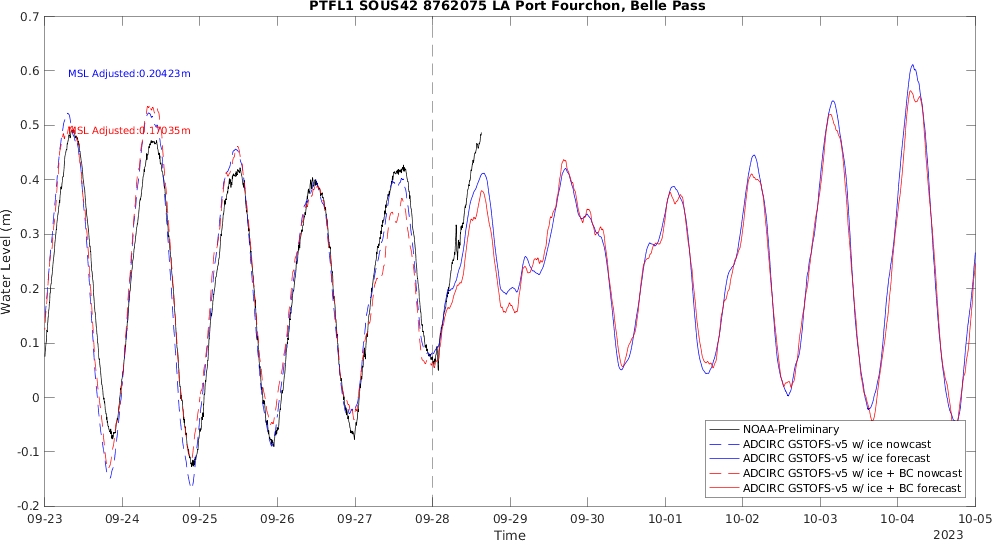 PTFL1 SOUS42 8762075 LA Port Fourchon, Belle Pass
0.7
0.6
0.5
0.4
0.3
0.2
0.1
0
-0.1
-0.2
Water Level (m)
MSL Adjusted:0.20423m
MSL Adjusted:0.17035m
NOAA-Preliminary
ADCIRC GSTOFS-v5 w/ ice nowcast
ADCIRC GSTOFS-v5 w/ ice forecast
ADCIRC GSTOFS-v5 w/ ice + BC nowcast
ADCIRC GSTOFS-v5 w/ ice + BC forecast
09-23 09-24 09-25 09-26 09-27 09-28 09-29 09-30 10-01 10-02 10-03 10-04 10-05
Time
2023